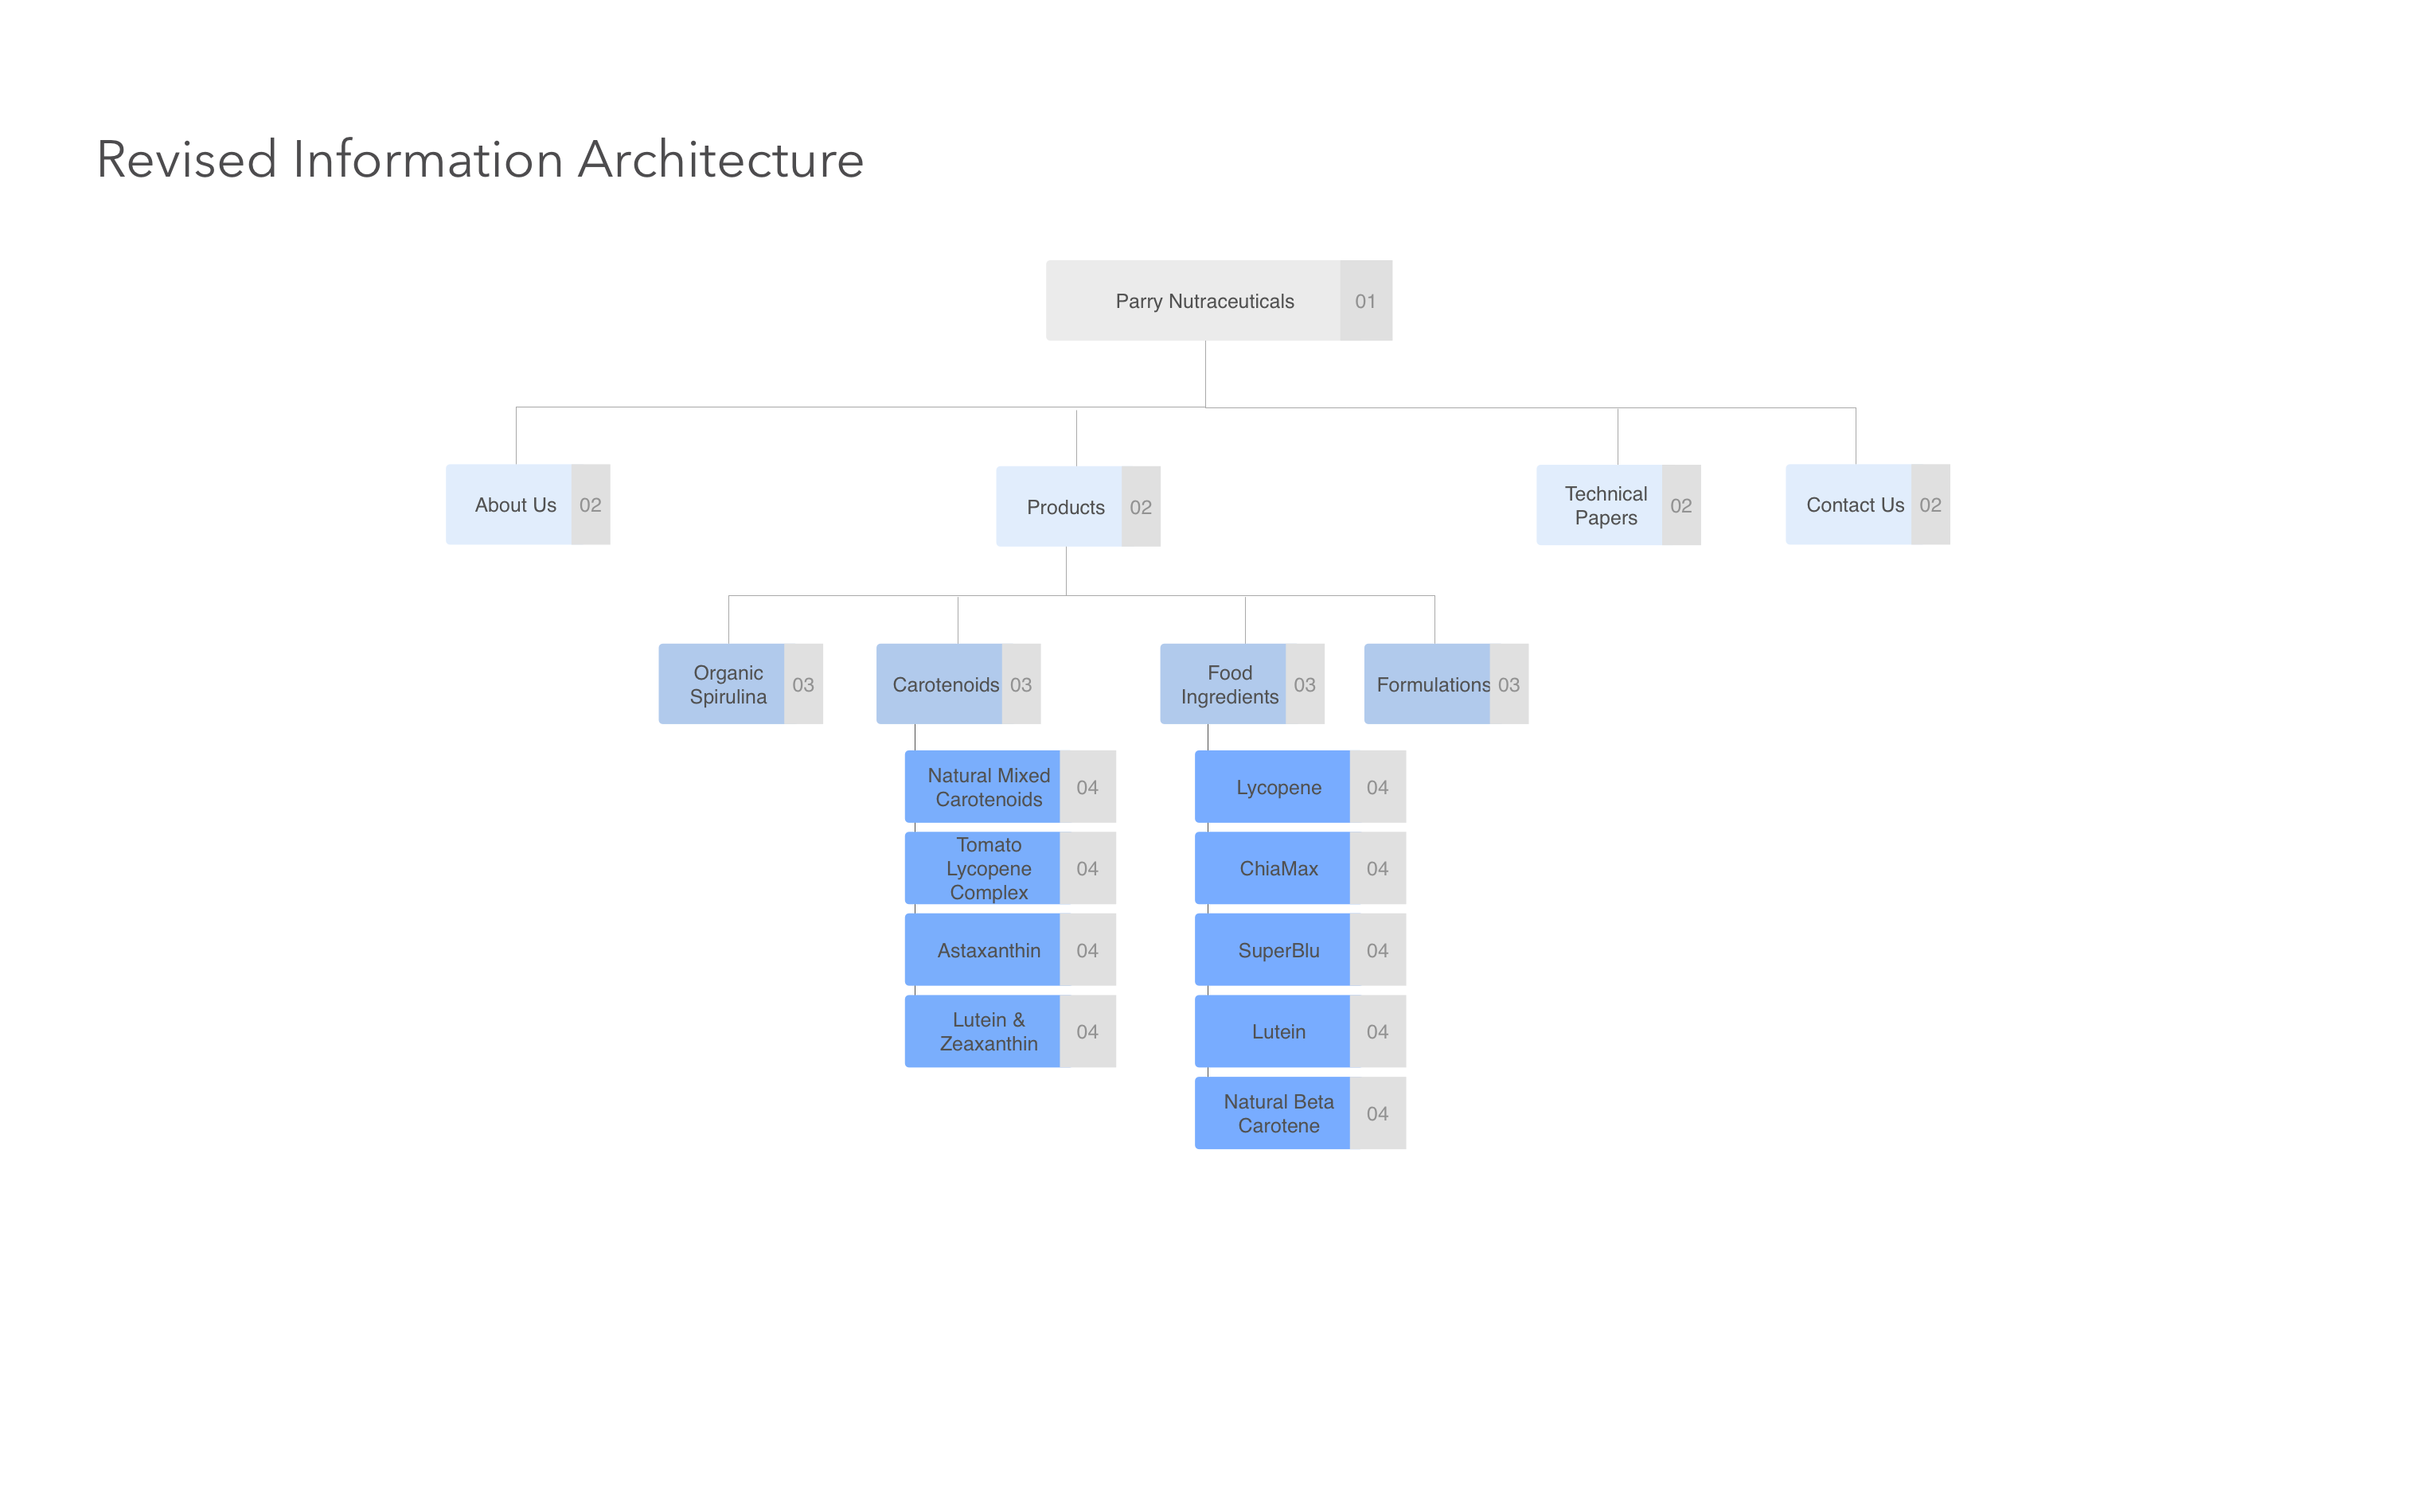 Revised Information Architecture
Parry Nutraceuticals 01
About Us 02
Products 02
Technical
Papers
02
Contact Us 02
Organic
Spirulina
03
Carotenoids 03
Food
Ingredients
03
Formulations 03
Natural Mixed
Carotenoids
04
Tomato
Lycopene
Complex
04
Astaxanthin 04
Lutein &
Zeaxanthin
04
Lycopene 04
ChiaMax 04
SuperBlu 04
Lutein 04
Natural Beta
Carotene
04